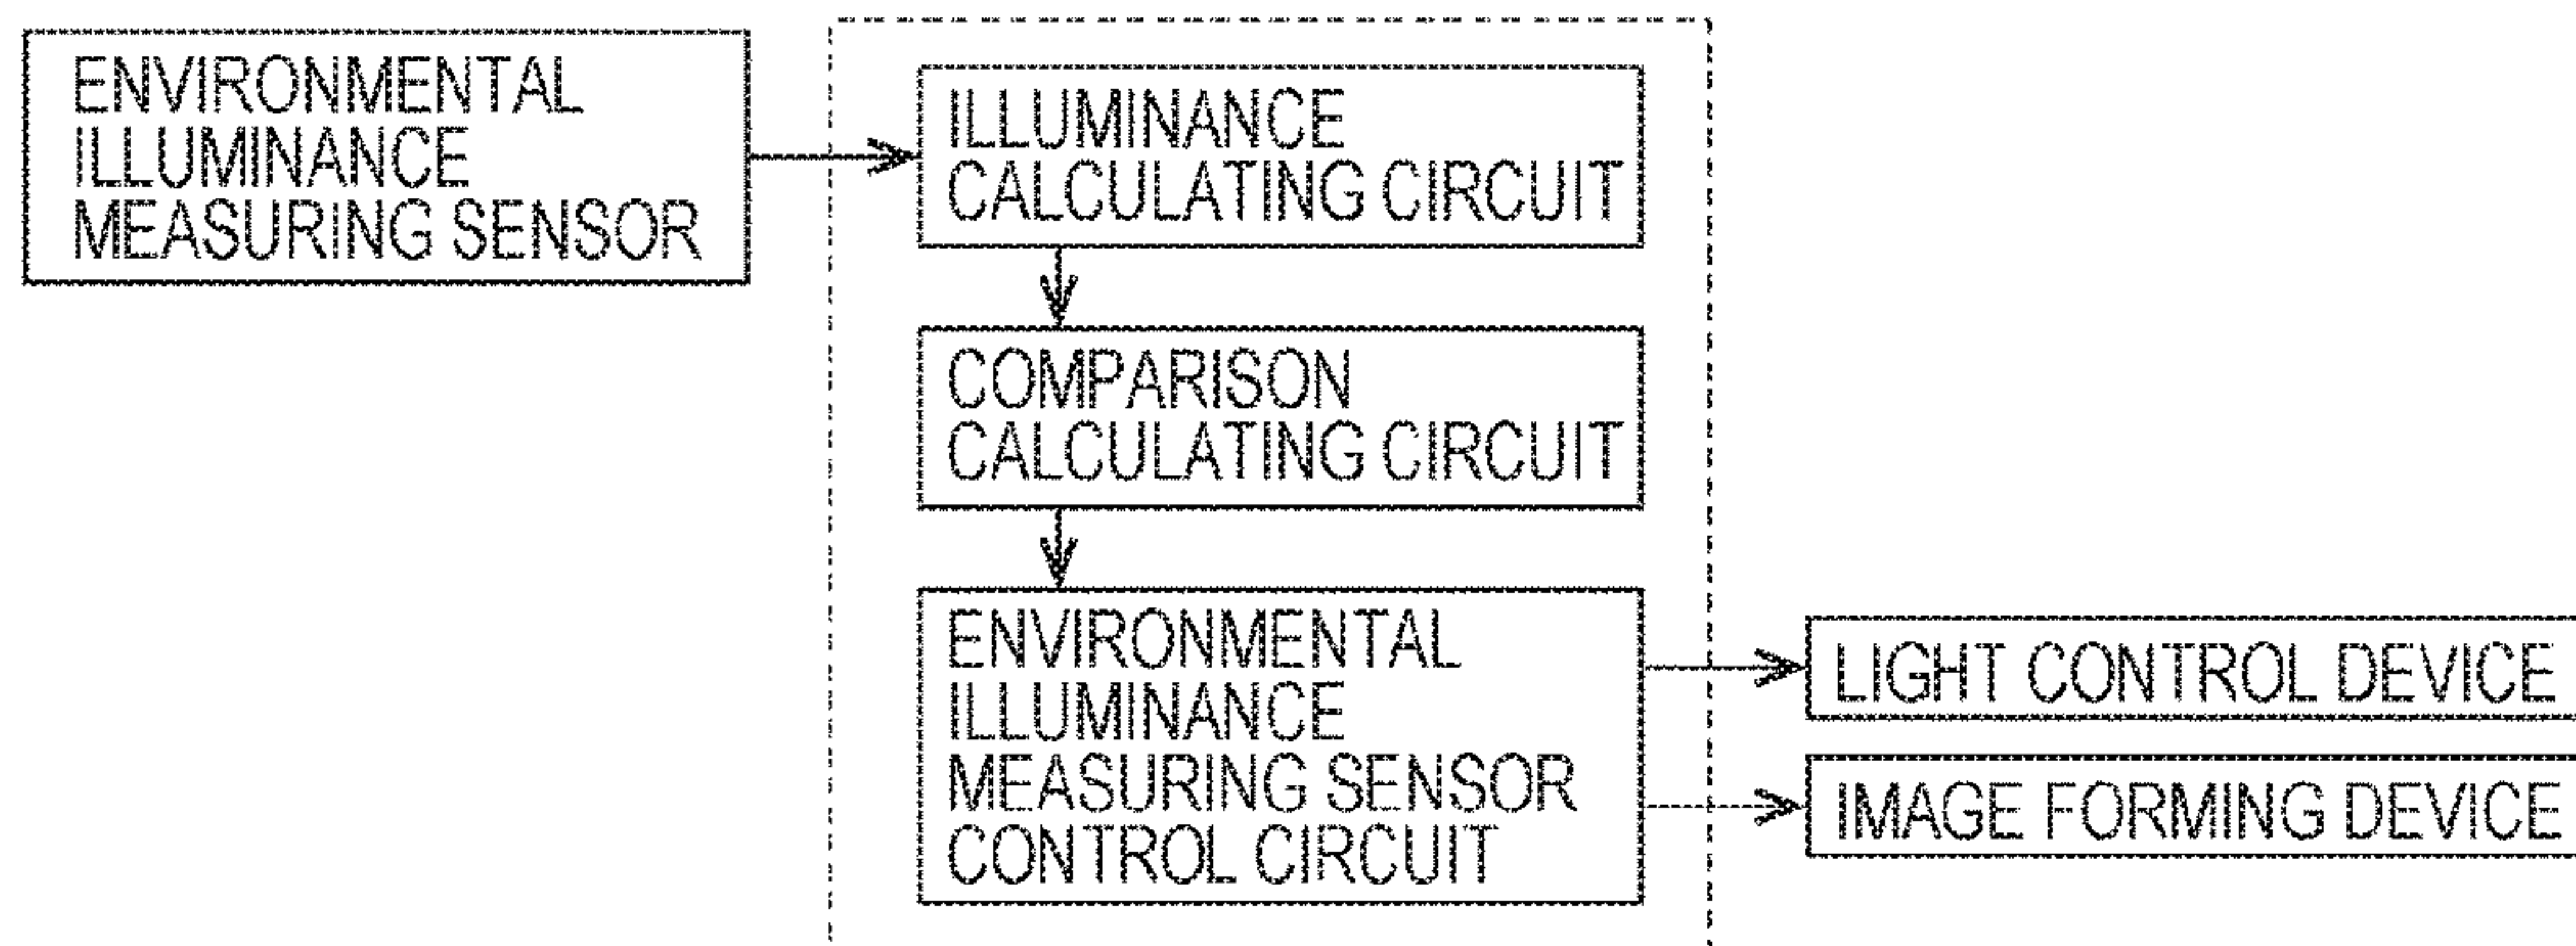 ENVIRONMENTAL
ILLUMINANCE
MEASURING SENSOR
ILLUMINANCE
CALCULATING CIRCUIT
COMPARISON
CALCULATING CIRCUIT
ENVIRONMENTAL
ILLUMINANCE
MEASURING SENSOR
CONTROL CIRCUIT
LIGHT CONTROL DEVICE
IMAGE FORMING DEVICE